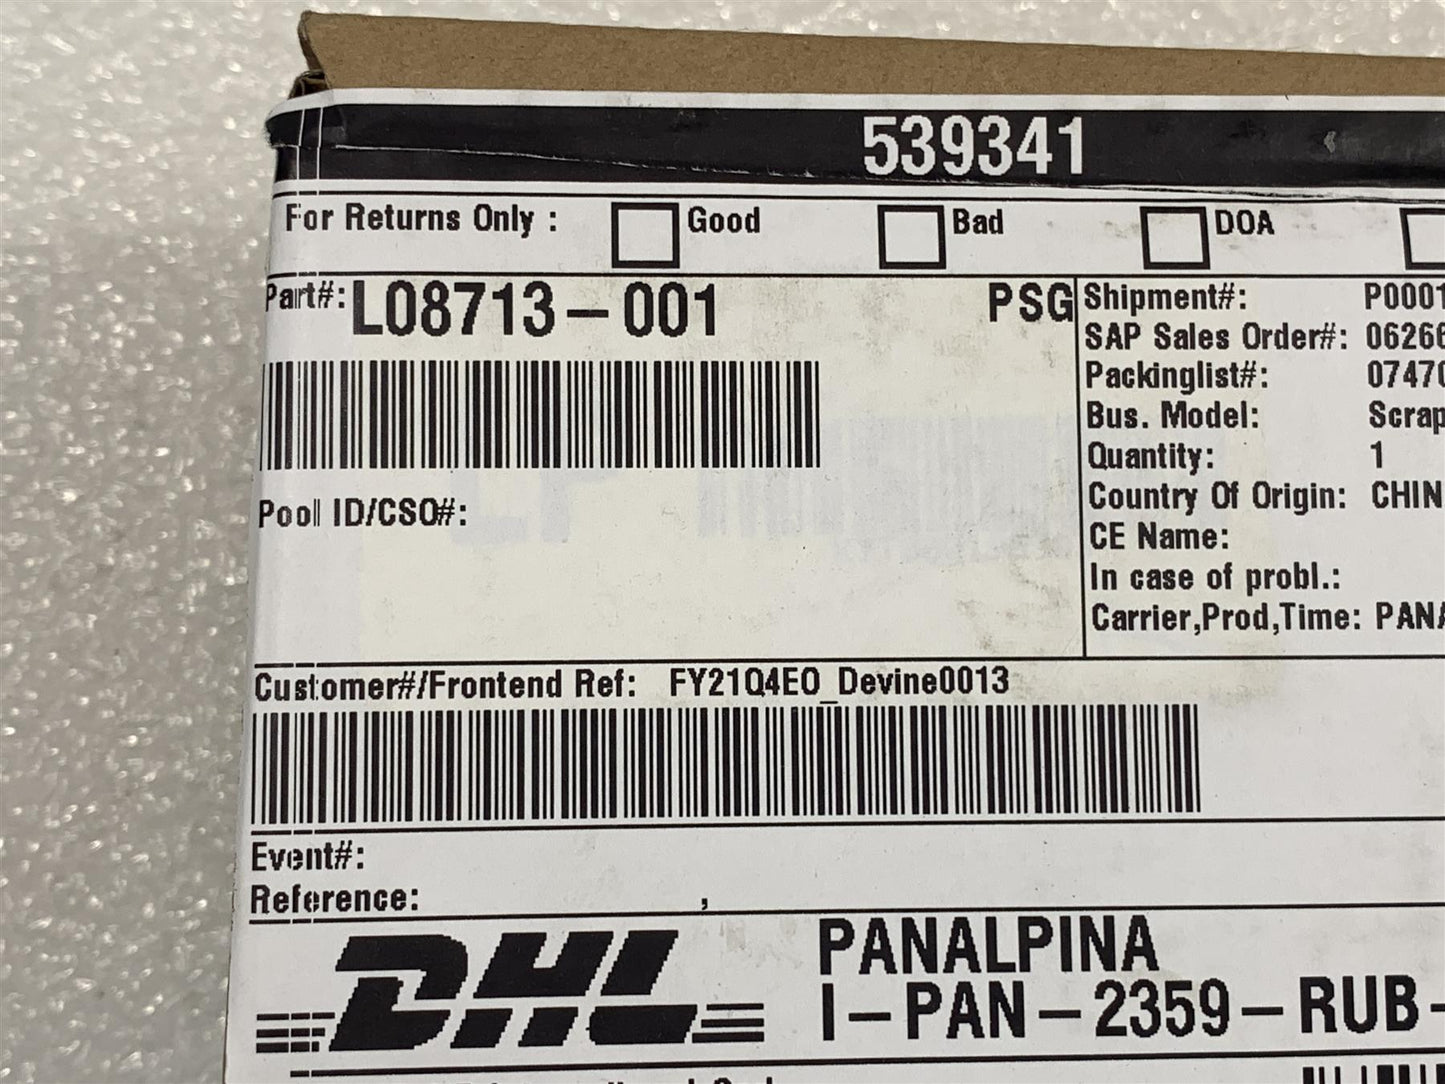 539341
For Returns Only : Good Bad DOA
Part#: L08713-001 PSG
Shipment#: P0001
SAP Sales Order#: 06266
Packinglist#: 07470
Bus. Model: Scrap
Quantity: 1
Country Of Origin: CHIN
CE Name:
In case of probl.:
Carrier,Prod,Time: PANA
Pool ID/CSO#:
Customer#/Frontend Ref: FY21Q4EO_Devine0013
Event#:
Reference: ,
DHL
PANALPINA
I-PAN-2359-RUB-